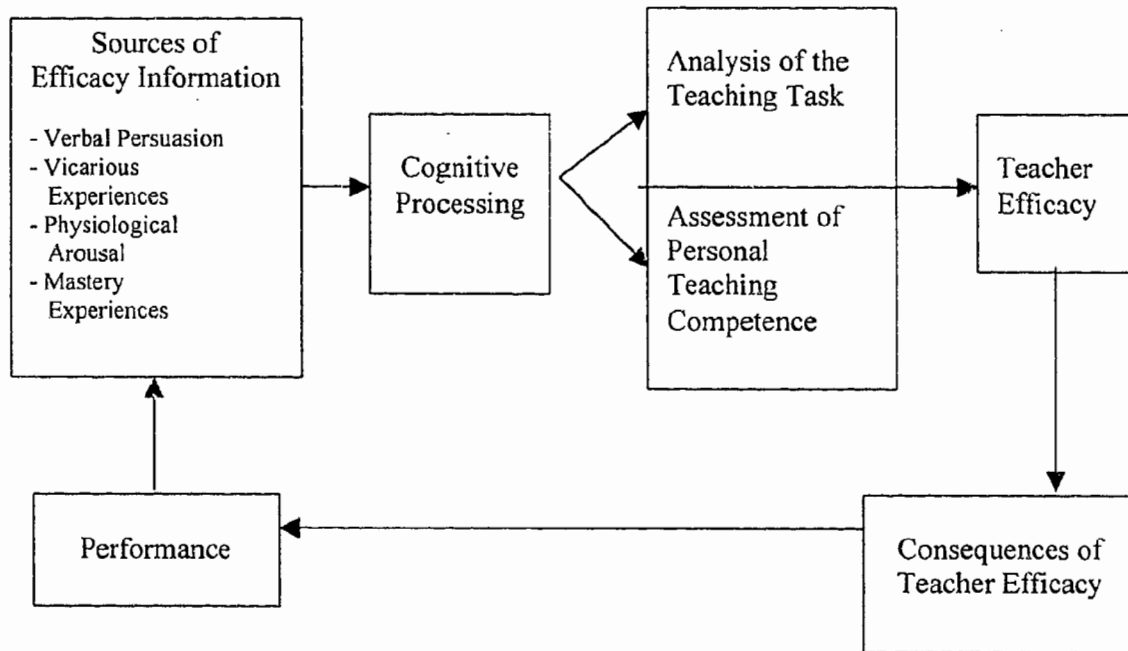 Sources of
Efficacy Information
- Verbal Persuasion
- Vicarious
Experiences
- Physiological
Arousal
- Mastery
Experiences
Cognitive
Processing
Analysis of the
Teaching Task
Assessment of
Personal
Teaching
Competence
Teacher
Efficacy
Performance
Consequences of
Teacher Efficacy